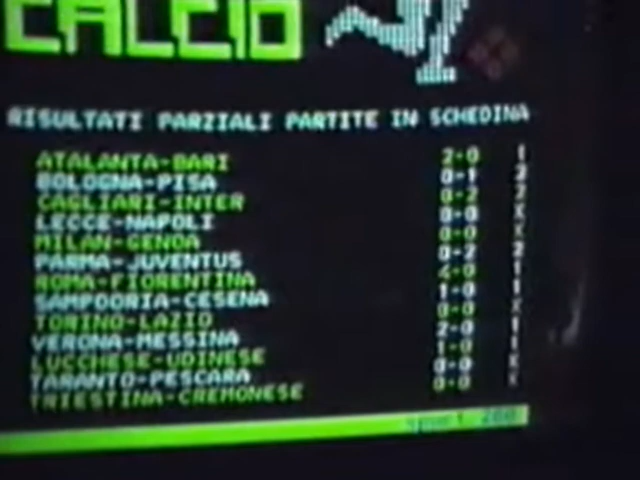 CALCIO
RISULTATI PARZIALI PARTITE IN SCHEDINA
ATALANTA-BARI 2-0 1
BOLOGNA-PISA 0-1 2
CAGLIARI-INTER 0-2 2
LECCE-NAPOLI 0-0 X
MILAN-GENOA 0-0 X
PARMA-JUVENTUS 0-2 2
ROMA-FIORENTINA 4-0 1
SAMPDORIA-CESENA 1-0 1
TORINO-LAZIO 0-0 X
VERONA-MESSINA 2-0 1
LUCCHESE-UDINESE 1-0 1
TARANTO-PESCARA 0-0 X
TRIESTINA-CREMONESE 0-0 X
Sport 200